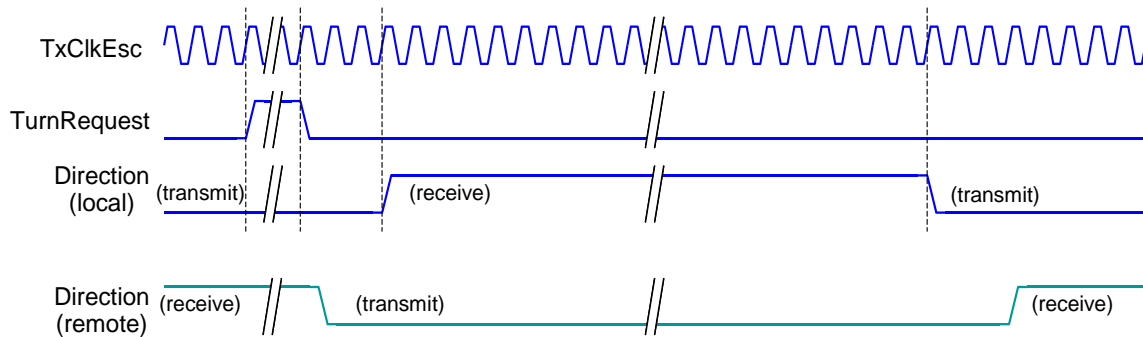 TxClkEsc
TurnRequest
Direction
(local)
(transmit)
(receive)
(transmit)
Direction
(remote)
(receive)
(transmit)
(receive)